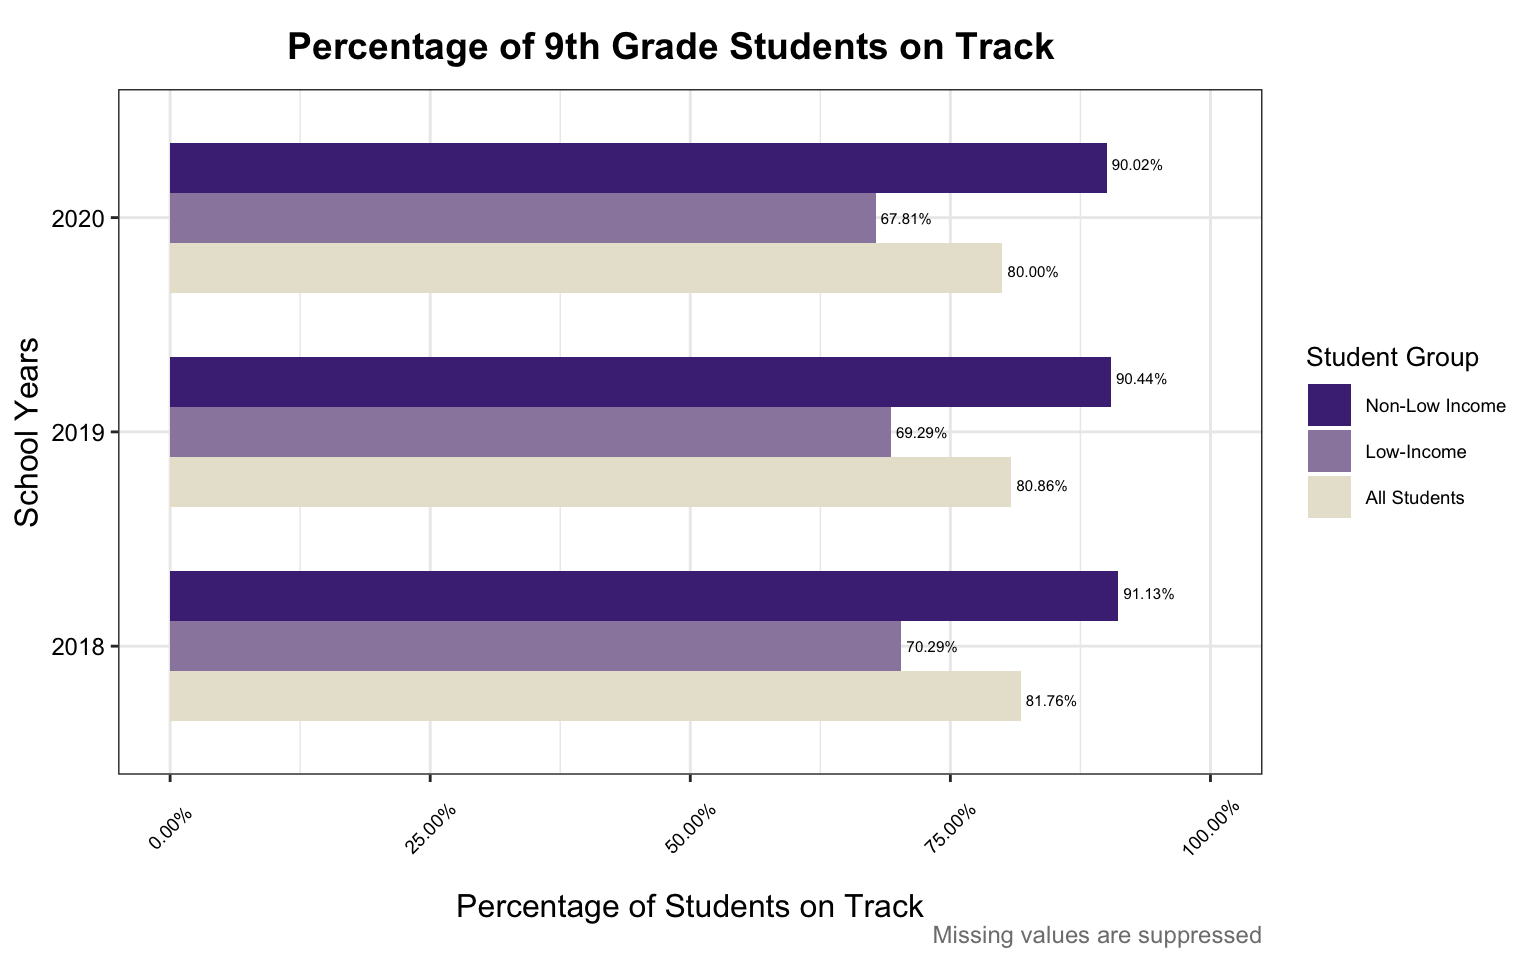 Percentage of 9th Grade Students on Track
School Years
2020
90.02%
67.81%
80.00%
2019
90.44%
69.29%
80.86%
2018
91.13%
70.29%
81.76%
0.00%
25.00%
50.00%
75.00%
100.00%
Percentage of Students on Track
Missing values are suppressed
Student Group
Non-Low Income
Low-Income
All Students